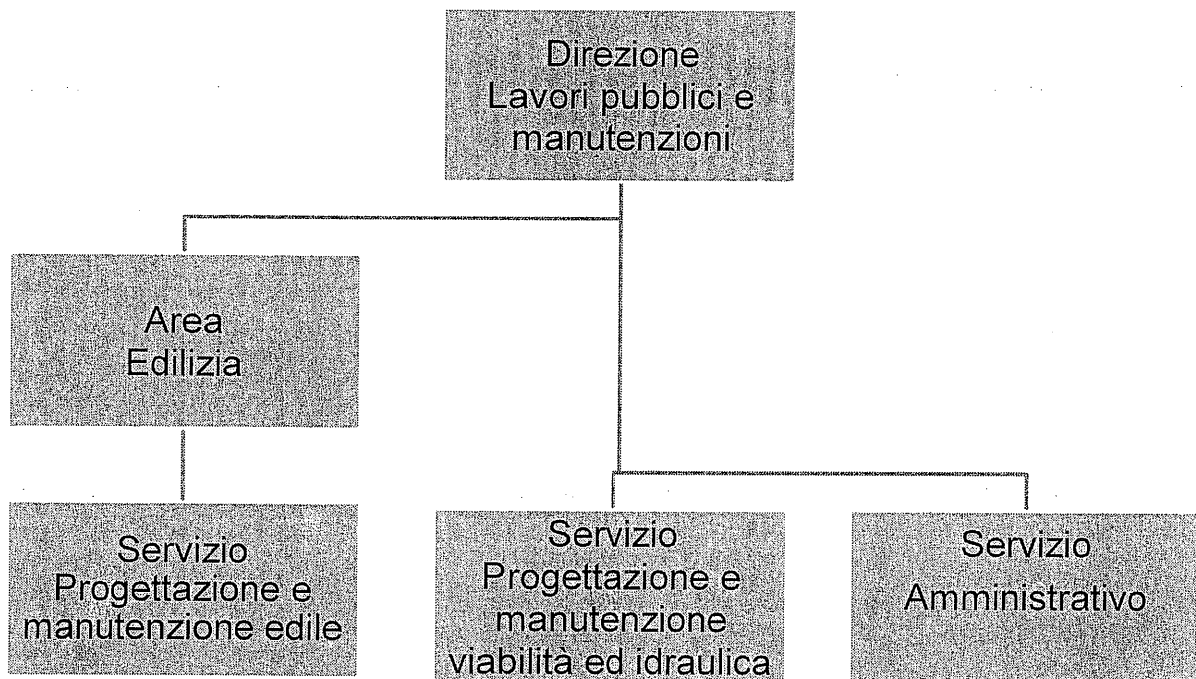 Direzione
Lavori pubblici e
manutenzioni
Area
Edilizia
Servizio
Progettazione e
manutenzione edile
Servizio
Progettazione e
manutenzione
viabilità ed idraulica
Servizio
Amministrativo